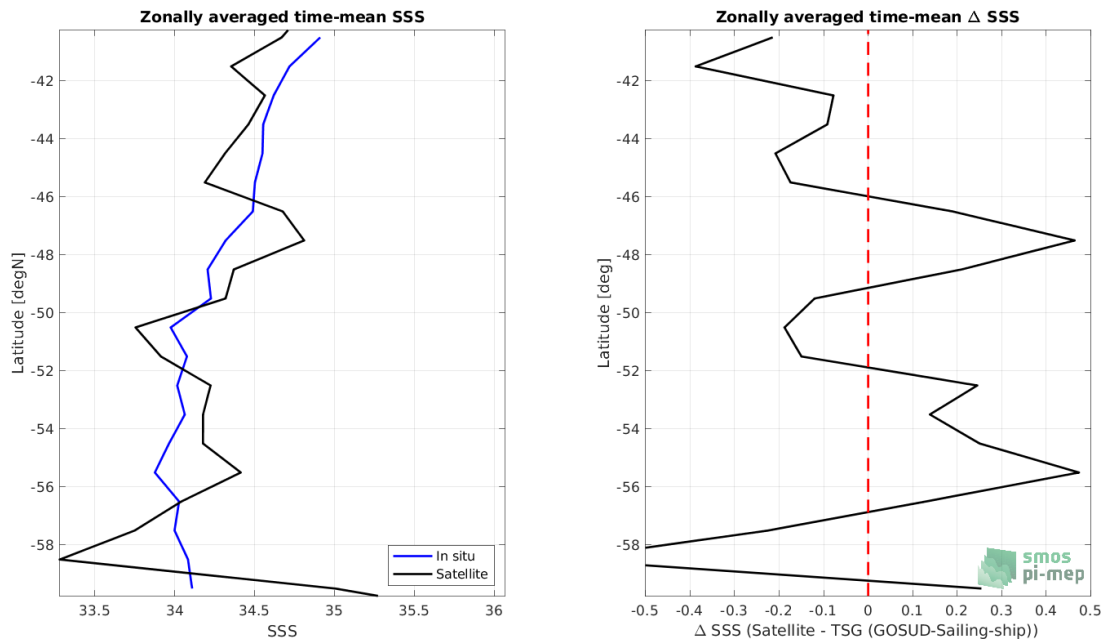 Zonally averaged time-mean SSS
Latitude [degN]
-42
-44
-46
-48
-50
-52
-54
-56
-58
33.5 34 34.5 35 35.5 36
SSS
In situ
Satellite
Zonally averaged time-mean Δ SSS
Latitude [deg]
-42
-44
-46
-48
-50
-52
-54
-56
-58
-0.5 -0.4 -0.3 -0.2 -0.1 0 0.1 0.2 0.3 0.4 0.5
Δ SSS (Satellite - TSG (GOSUD-Sailing-ship))
smos
pi-mep